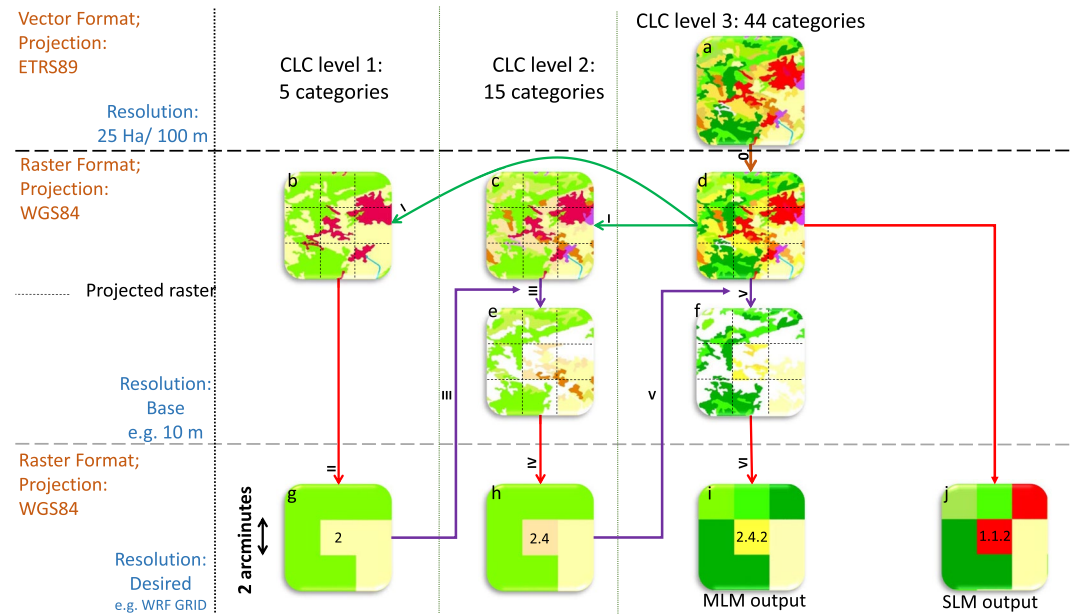 Vector Format;
Projection:
ETRS89
Resolution:
25 Ha/ 100 m
CLC level 1:
5 categories
CLC level 2:
15 categories
CLC level 3: 44 categories
a
0
Raster Format;
Projection:
WGS84
b
I
c
I
d
Projected raster
III
V
e
f
Resolution:
Base
e.g. 10 m
III
V
II
IV
VI
Raster Format;
Projection:
WGS84
2 arcminutes
g
2
h
2.4
i
2.4.2
j
1.1.2
Resolution:
Desired
e.g. WRF GRID
MLM output
SLM output